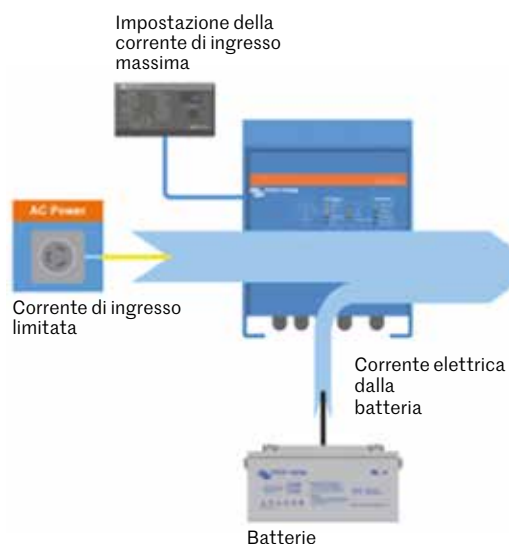 Impostazione della
corrente di ingresso
massima
AC Power
Corrente di ingresso
limitata
Corrente elettrica
dalla
batteria
Batterie